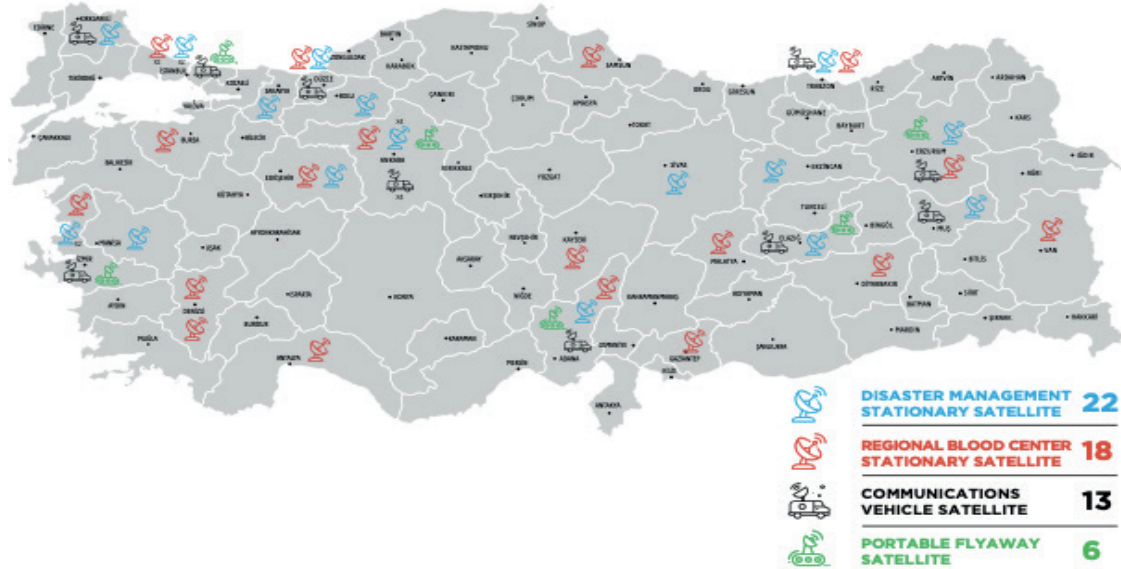 KIRKLARELİ
EDİRNE
TEKİRDAĞ
İSTANBUL
KOCAELİ
YALOVA
SAKARYA
DÜZCE
BOLU
ZONGULDAK
BARTIN
KARABÜK
KASTAMONU
SİNOP
SAMSUN
ÇANKIRI
ÇORUM
AMASYA
TOKAT
ORDU
GİRESUN
TRABZON
RİZE
ARTVİN
ARDAHAN
KARS
GÜMÜŞHANE
BAYBURT
ERZURUM
IĞDIR
AĞRI
ÇANAKKALE
BALIKESİR
BURSA
BİLECİK
KÜTAHYA
ESKİŞEHİR
ANKARA
KIRIKKALE
KIRŞEHİR
YOZGAT
SİVAS
ERZİNCAN
TUNCELİ
BİNGÖL
MUŞ
ELAZIĞ
MALATYA
BİTLİS
VAN
MANİSA
İZMİR
UŞAK
AFYONKARAHİSAR
AYDIN
DENİZLİ
ISPARTA
BURDUR
MUĞLA
ANTALYA
KONYA
AKSARAY
NEVŞEHİR
KAYSERİ
NİĞDE
KARAMAN
MERSİN
ADANA
OSMANİYE
KAHRAMANMARAŞ
GAZİANTEP
KİLİS
ANTAKYA
ADIYAMAN
ŞANLIURFA
DİYARBAKIR
BATMAN
MARDİN
SİİRT
ŞIRNAK
HAKKARİ
DISASTER MANAGEMENT
STATIONARY SATELLITE 22
REGIONAL BLOOD CENTER
STATIONARY SATELLITE 18
COMMUNICATIONS
VEHICLE SATELLITE 13
PORTABLE FLYAWAY
SATELLITE 6